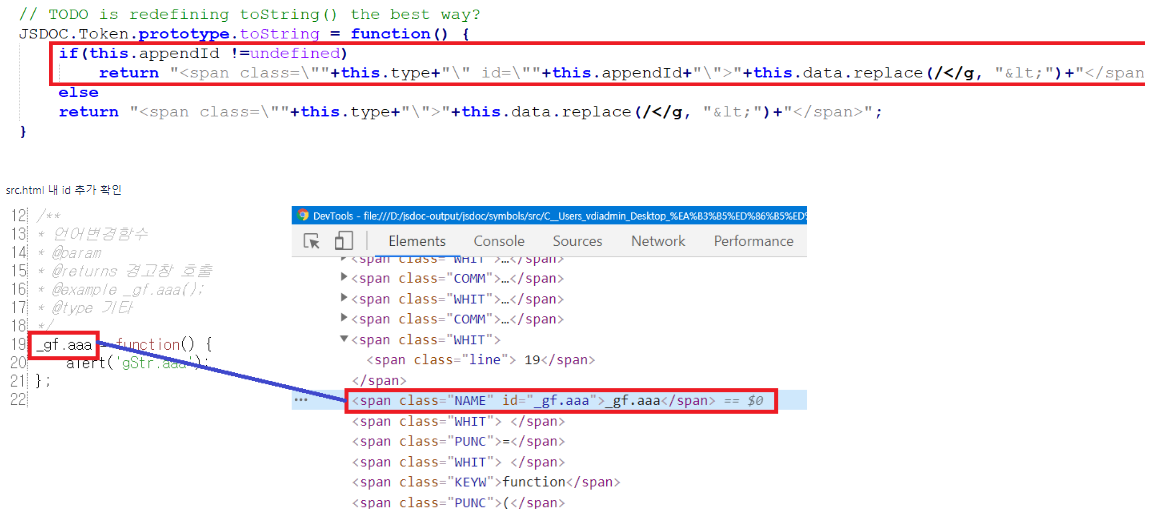 // TODO is redefining toString() the best way?
JSDOC.Token.prototype.toString = function() {
if(this.appendId !=undefined)
return "<span class=\""+this.type+"\" id=\""+this.appendId+"\">"+this.data.replace(/</g, "&lt;")+"</span
else
return "<span class=\""+this.type+"\">"+this.data.replace(/</g, "&lt;")+"</span>";
}
src.html 내 id 추가 확인
12 /**
13 * 언어변경함수
14 * @param
15 * @returns 경고창 호출
16 * @example _gf.aaa();
17 * @type 기타
18 */
19 _gf.aaa = function() {
20 alert('gStr.aaa');
21 };
22
DevTools - file:///D:/jsdoc-output/jsdoc/symbols/src/C__Users_vdiadmin_Desktop_%EA%B3%B5%ED%86%B5%ED%
Elements Console Sources Network Performance
<span class="WHIT">…</span>
<span class="COMM">…</span>
<span class="WHIT">…</span>
<span class="COMM">…</span>
<span class="WHIT">
<span class="line"> 19</span>
</span>
<span class="NAME" id="_gf.aaa">_gf.aaa</span> == $0
<span class="WHIT"> </span>
<span class="PUNC">=</span>
<span class="WHIT"> </span>
<span class="KEYW">function</span>
<span class="PUNC">(</span>